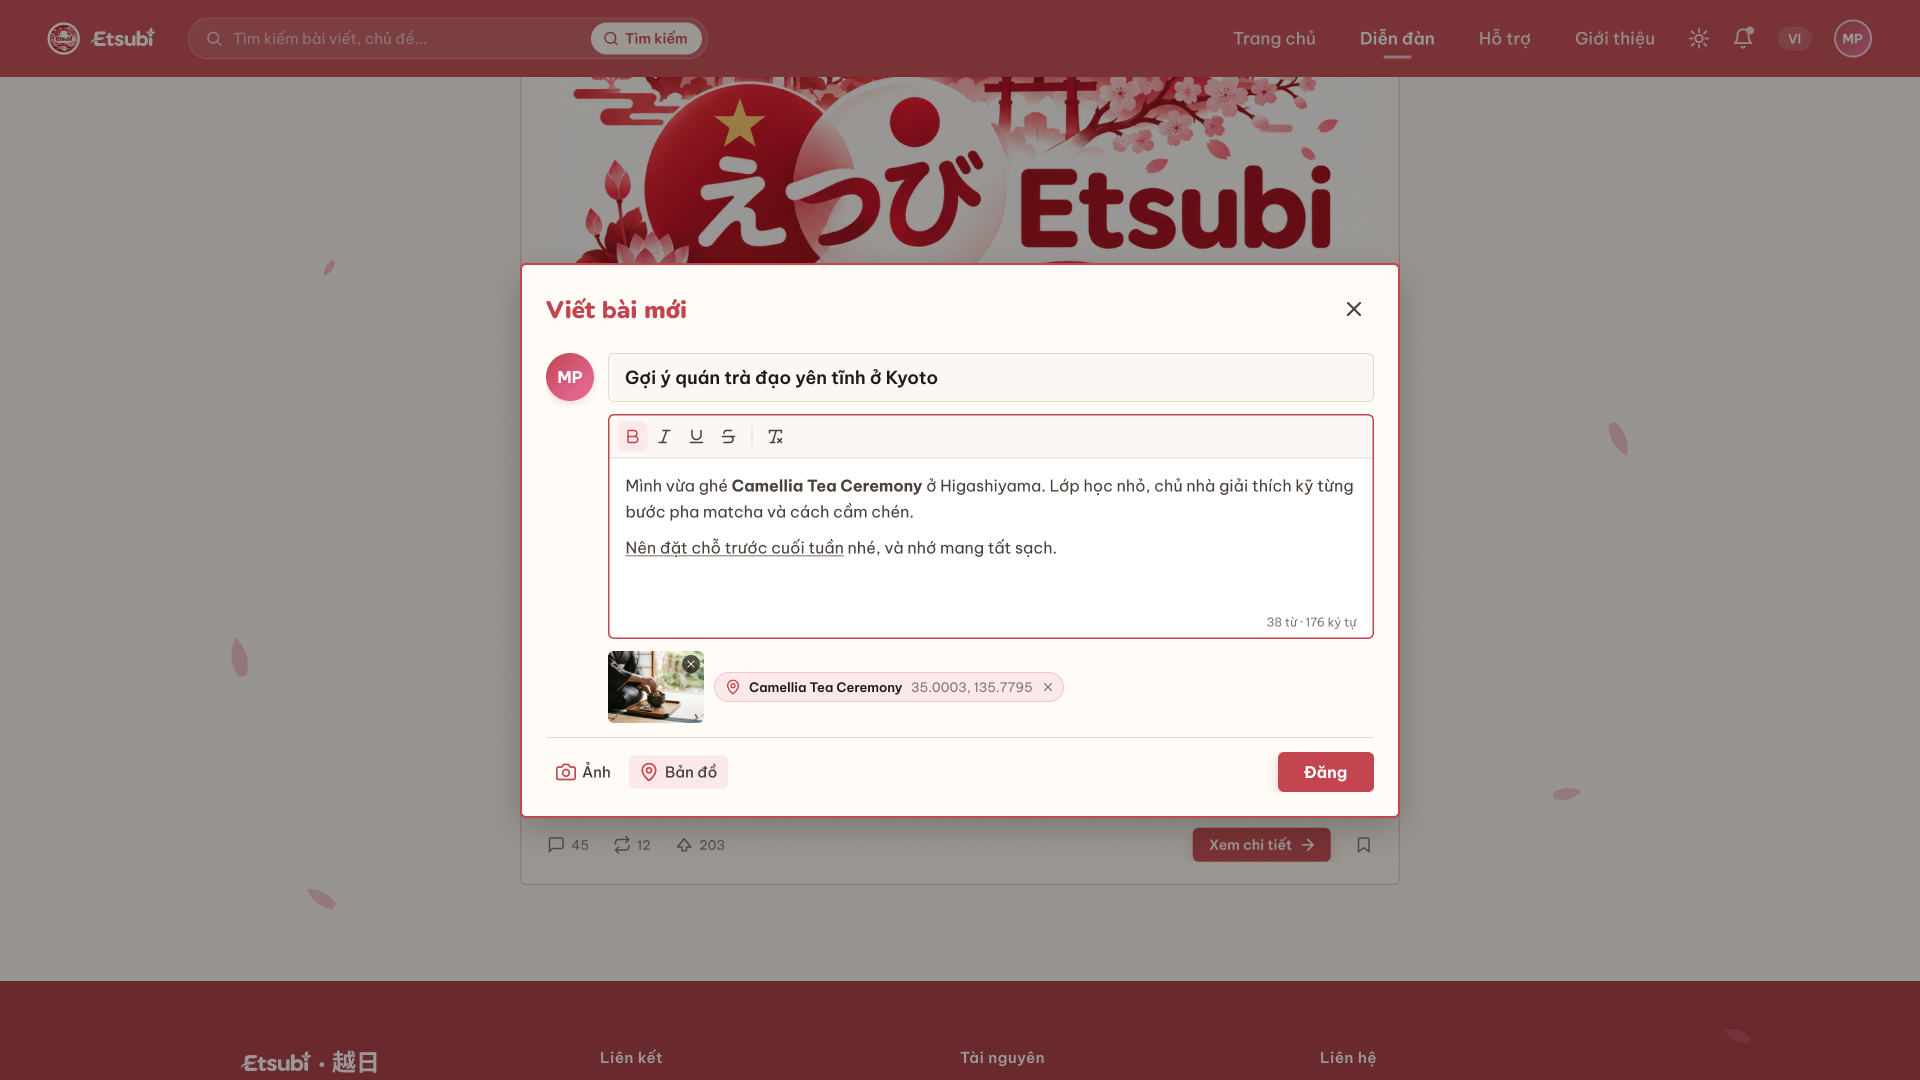 Etsubi
Tìm kiếm bài viết, chủ đề...
Tìm kiếm
Trang chủ
Diễn đàn
Hỗ trợ
Giới thiệu
VI
MP
えつび Etsubi
Viết bài mới
MP
Gợi ý quán trà đạo yên tĩnh ở Kyoto
B I U S
Mình vừa ghé Camellia Tea Ceremony ở Higashiyama. Lớp học nhỏ, chủ nhà giải thích kỹ từng
bước pha matcha và cách cầm chén.
Nên đặt chỗ trước cuối tuần nhé, và nhớ mang tất sạch.
38 từ · 176 ký tự
Camellia Tea Ceremony 35.0003, 135.7795
Ảnh
Bản đồ
Đăng
45
12
203
Xem chi tiết
Etsubi · 越日
Liên kết
Tài nguyên
Liên hệ